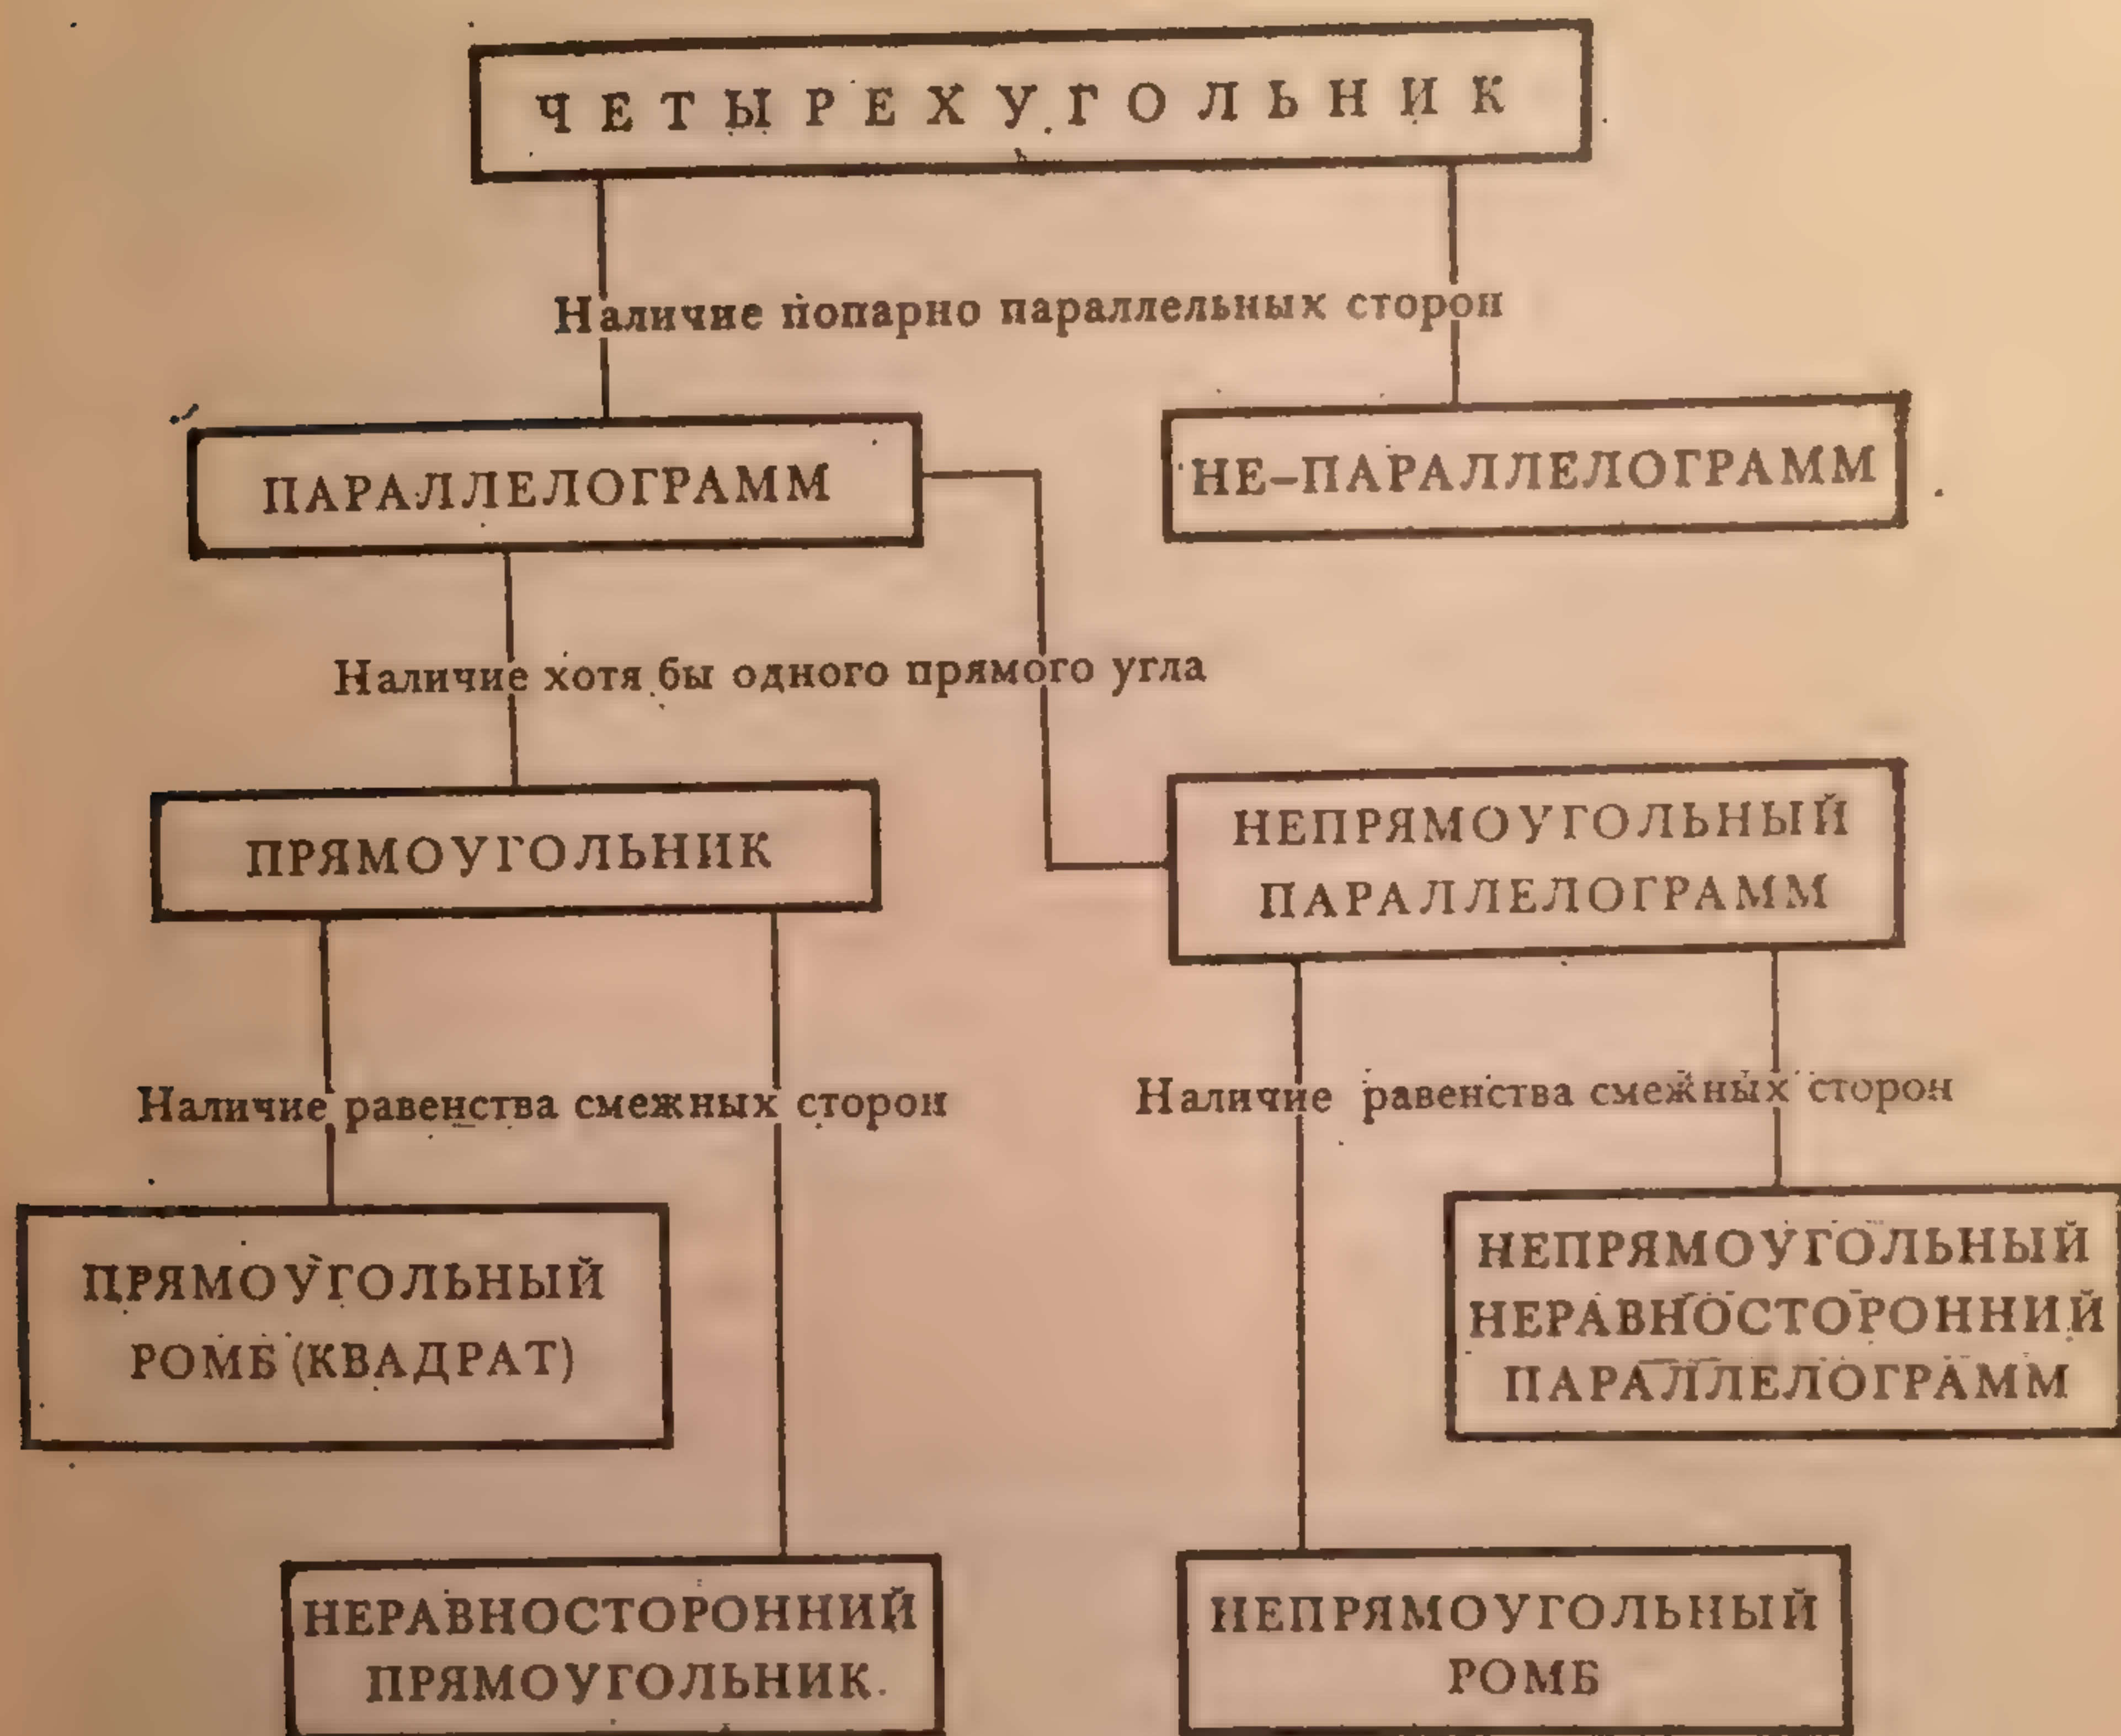 ЧЕТЫРЕХУГОЛЬНИК
Наличие попарно параллельных сторон
ПАРАЛЛЕЛОГРАММ
НЕ-ПАРАЛЛЕЛОГРАММ
Наличие хотя бы одного прямого угла
ПРЯМОУГОЛЬНИК
НЕПРЯМОУГОЛЬНЫЙ
ПАРАЛЛЕЛОГРАММ
Наличие равенства смежных сторон
Наличие равенства смежных сторон
ПРЯМОУГОЛЬНЫЙ
РОМБ (КВАДРАТ)
НЕПРЯМОУГОЛЬНЫЙ
НЕРАВНОСТОРОННИЙ
ПАРАЛЛЕЛОГРАММ
НЕРАВНОСТОРОННИЙ
ПРЯМОУГОЛЬНИК
НЕПРЯМОУГОЛЬНЫЙ
РОМБ